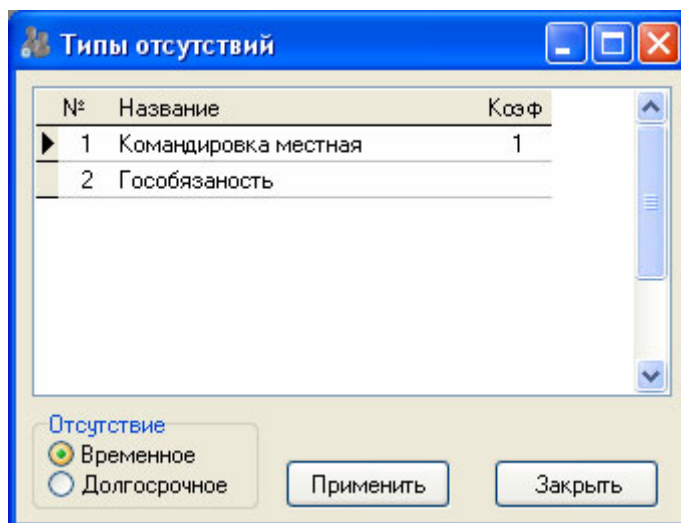 Типы отсутствий
№ Название Коэф
1 Командировка местная 1
2 Гособязаность
Отсутствие
Временное
Долгосрочное
Применить Закрыть